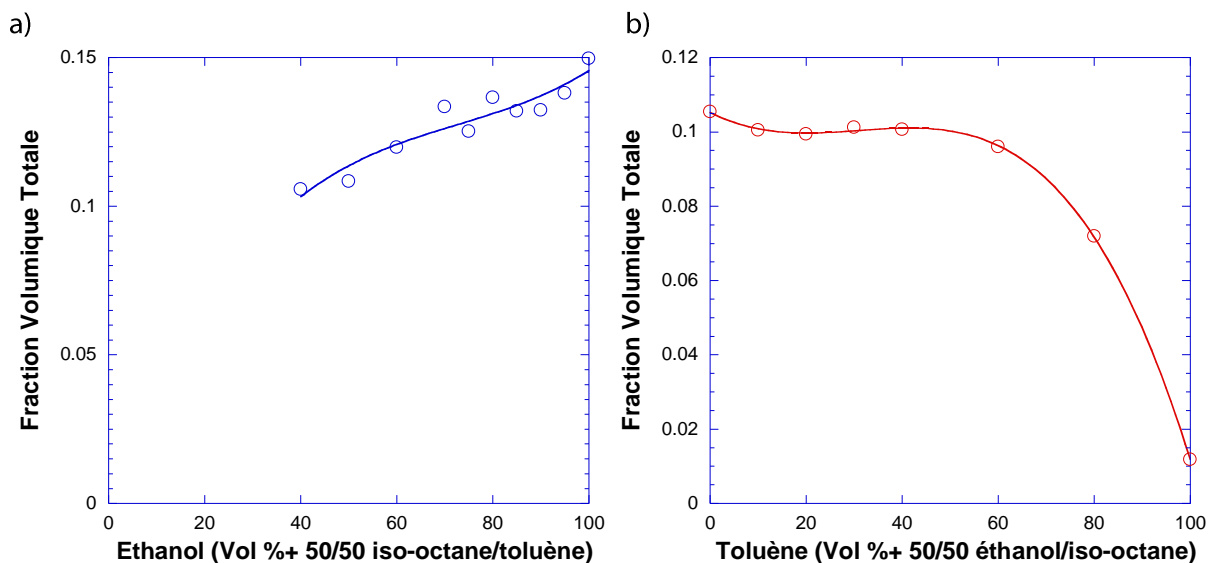 a)
0.15
0.1
0.05
0
0 20 40 60 80 100
Fraction Volumique Totale
Ethanol (Vol %+ 50/50 iso-octane/toluène)
b)
0.12
0.1
0.08
0.06
0.04
0.02
0
0 20 40 60 80 100
Fraction Volumique Totale
Toluène (Vol %+ 50/50 éthanol/iso-octane)